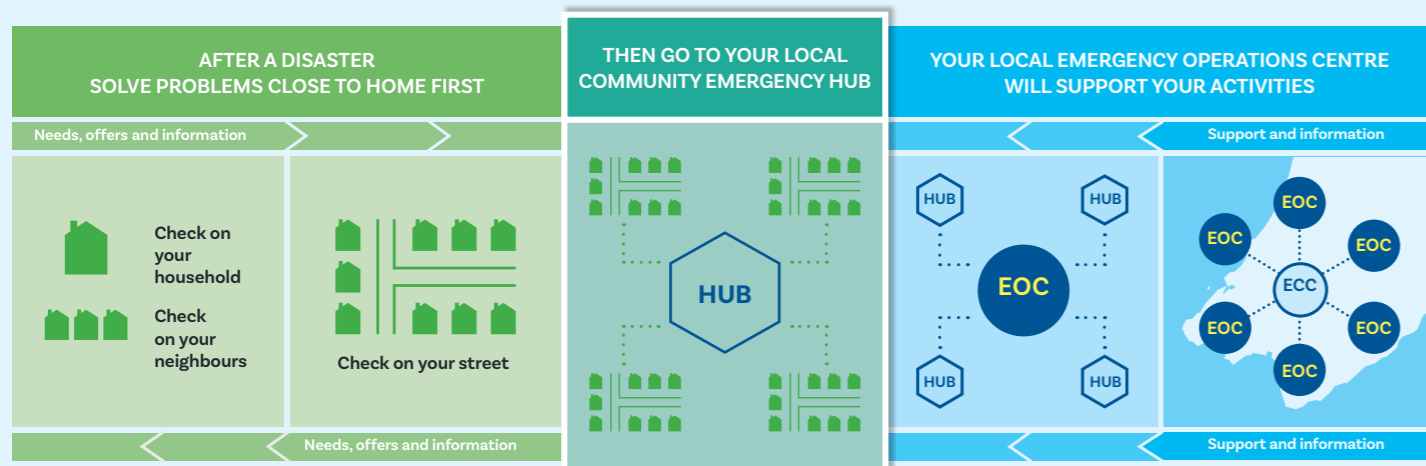 AFTER A DISASTER
SOLVE PROBLEMS CLOSE TO HOME FIRST
THEN GO TO YOUR LOCAL
COMMUNITY EMERGENCY HUB
YOUR LOCAL EMERGENCY OPERATIONS CENTRE
WILL SUPPORT YOUR ACTIVITIES
Needs, offers and information
Support and information
Check on
your
household
Check
on your
neighbours
Check on your street
HUB
HUB
HUB
EOC
HUB
HUB
EOC
EOC
EOC
ECC
EOC
EOC
EOC
Needs, offers and information
Support and information